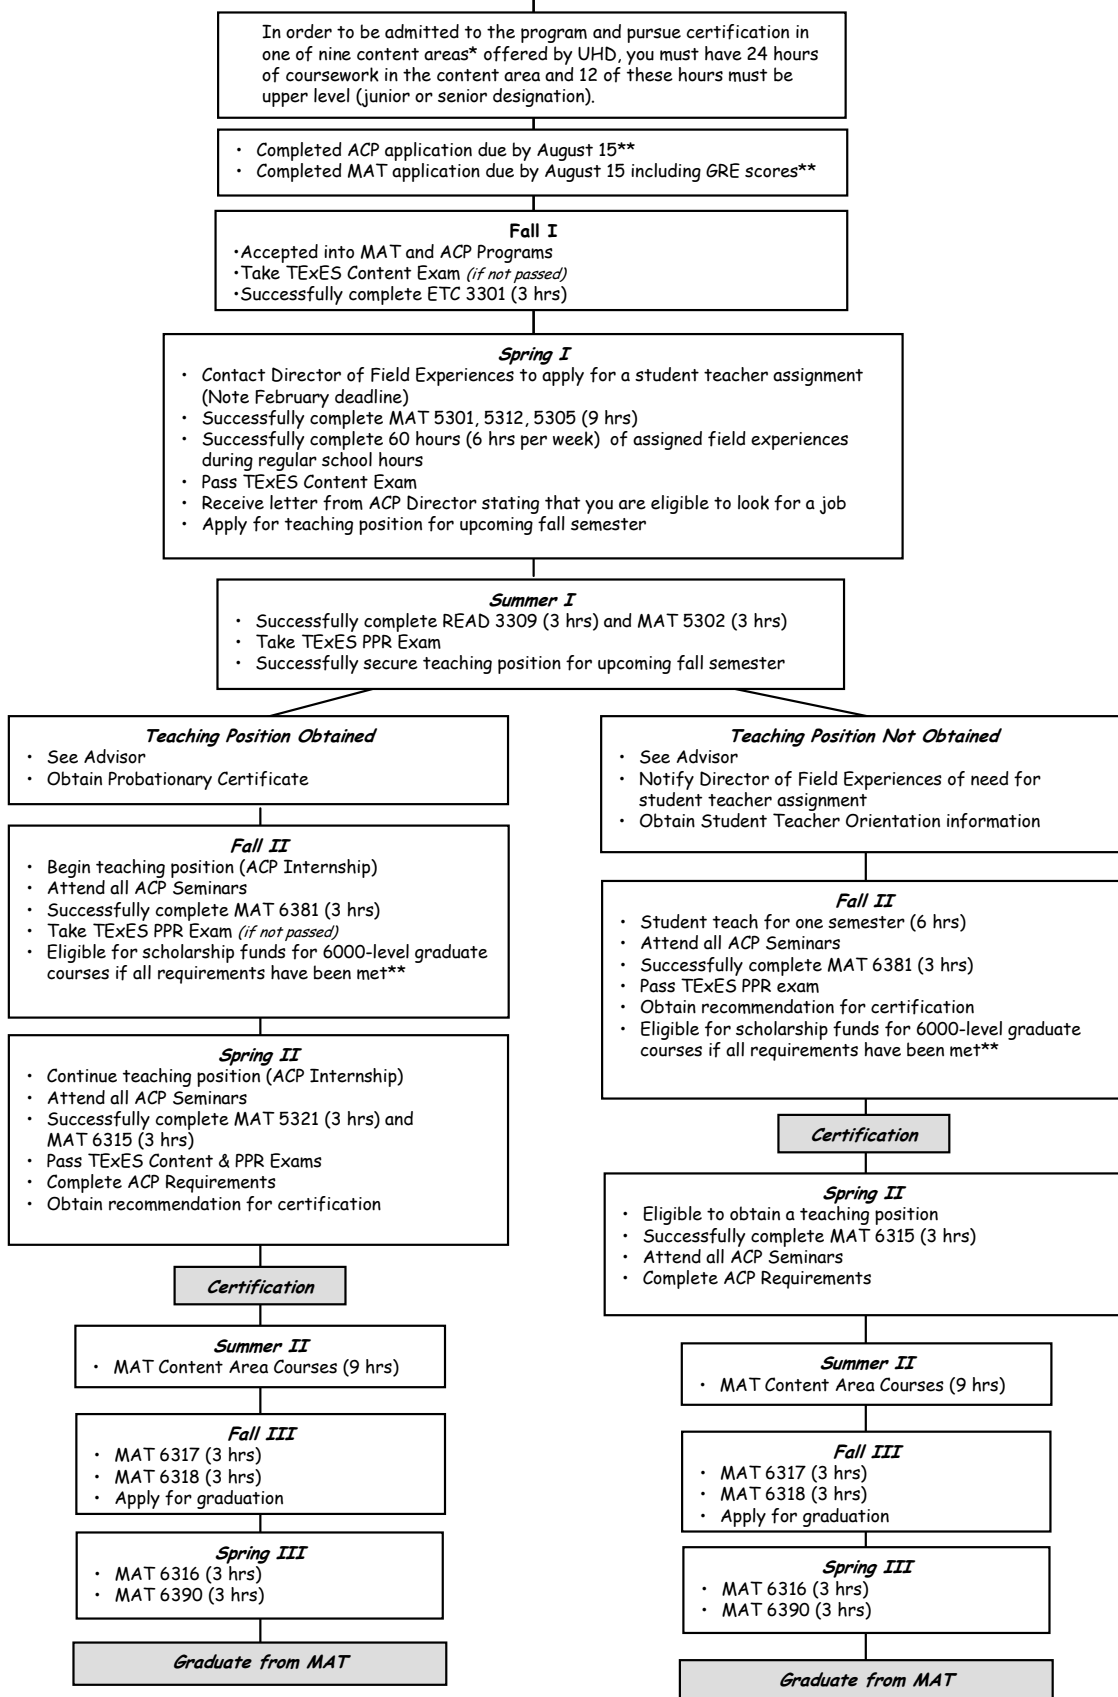 In order to be admitted to the program and pursue certification in
one of nine content areas* offered by UHD, you must have 24 hours
of coursework in the content area and 12 of these hours must be
upper level (junior or senior designation).
• Completed ACP application due by August 15**
• Completed MAT application due by August 15 including GRE scores**
Fall I
•Accepted into MAT and ACP Programs
•Take TExES Content Exam (if not passed)
•Successfully complete ETC 3301 (3 hrs)
Spring I
• Contact Director of Field Experiences to apply for a student teacher assignment
(Note February deadline)
• Successfully complete MAT 5301, 5312, 5305 (9 hrs)
• Successfully complete 60 hours (6 hrs per week) of assigned field experiences
during regular school hours
• Pass TExES Content Exam
• Receive letter from ACP Director stating that you are eligible to look for a job
• Apply for teaching position for upcoming fall semester
Summer I
• Successfully complete READ 3309 (3 hrs) and MAT 5302 (3 hrs)
• Take TExES PPR Exam
• Successfully secure teaching position for upcoming fall semester
Teaching Position Obtained
• See Advisor
• Obtain Probationary Certificate
Fall II
• Begin teaching position (ACP Internship)
• Attend all ACP Seminars
• Successfully complete MAT 6381 (3 hrs)
• Take TExES PPR Exam (if not passed)
• Eligible for scholarship funds for 6000-level graduate
courses if all requirements have been met**
Spring II
• Continue teaching position (ACP Internship)
• Attend all ACP Seminars
• Successfully complete MAT 5321 (3 hrs) and
MAT 6315 (3 hrs)
• Pass TExES Content & PPR Exams
• Complete ACP Requirements
• Obtain recommendation for certification
Certification
Summer II
• MAT Content Area Courses (9 hrs)
Fall III
• MAT 6317 (3 hrs)
• MAT 6318 (3 hrs)
• Apply for graduation
Spring III
• MAT 6316 (3 hrs)
• MAT 6390 (3 hrs)
Graduate from MAT
Teaching Position Not Obtained
• See Advisor
• Notify Director of Field Experiences of need for
student teacher assignment
• Obtain Student Teacher Orientation information
Fall II
• Student teach for one semester (6 hrs)
• Attend all ACP Seminars
• Successfully complete MAT 6381 (3 hrs)
• Pass TExES PPR exam
• Obtain recommendation for certification
• Eligible for scholarship funds for 6000-level graduate
courses if all requirements have been met**
Certification
Spring II
• Eligible to obtain a teaching position
• Successfully complete MAT 6315 (3 hrs)
• Attend all ACP Seminars
• Complete ACP Requirements
Summer II
• MAT Content Area Courses (9 hrs)
Fall III
• MAT 6317 (3 hrs)
• MAT 6318 (3 hrs)
• Apply for graduation
Spring III
• MAT 6316 (3 hrs)
• MAT 6390 (3 hrs)
Graduate from MAT